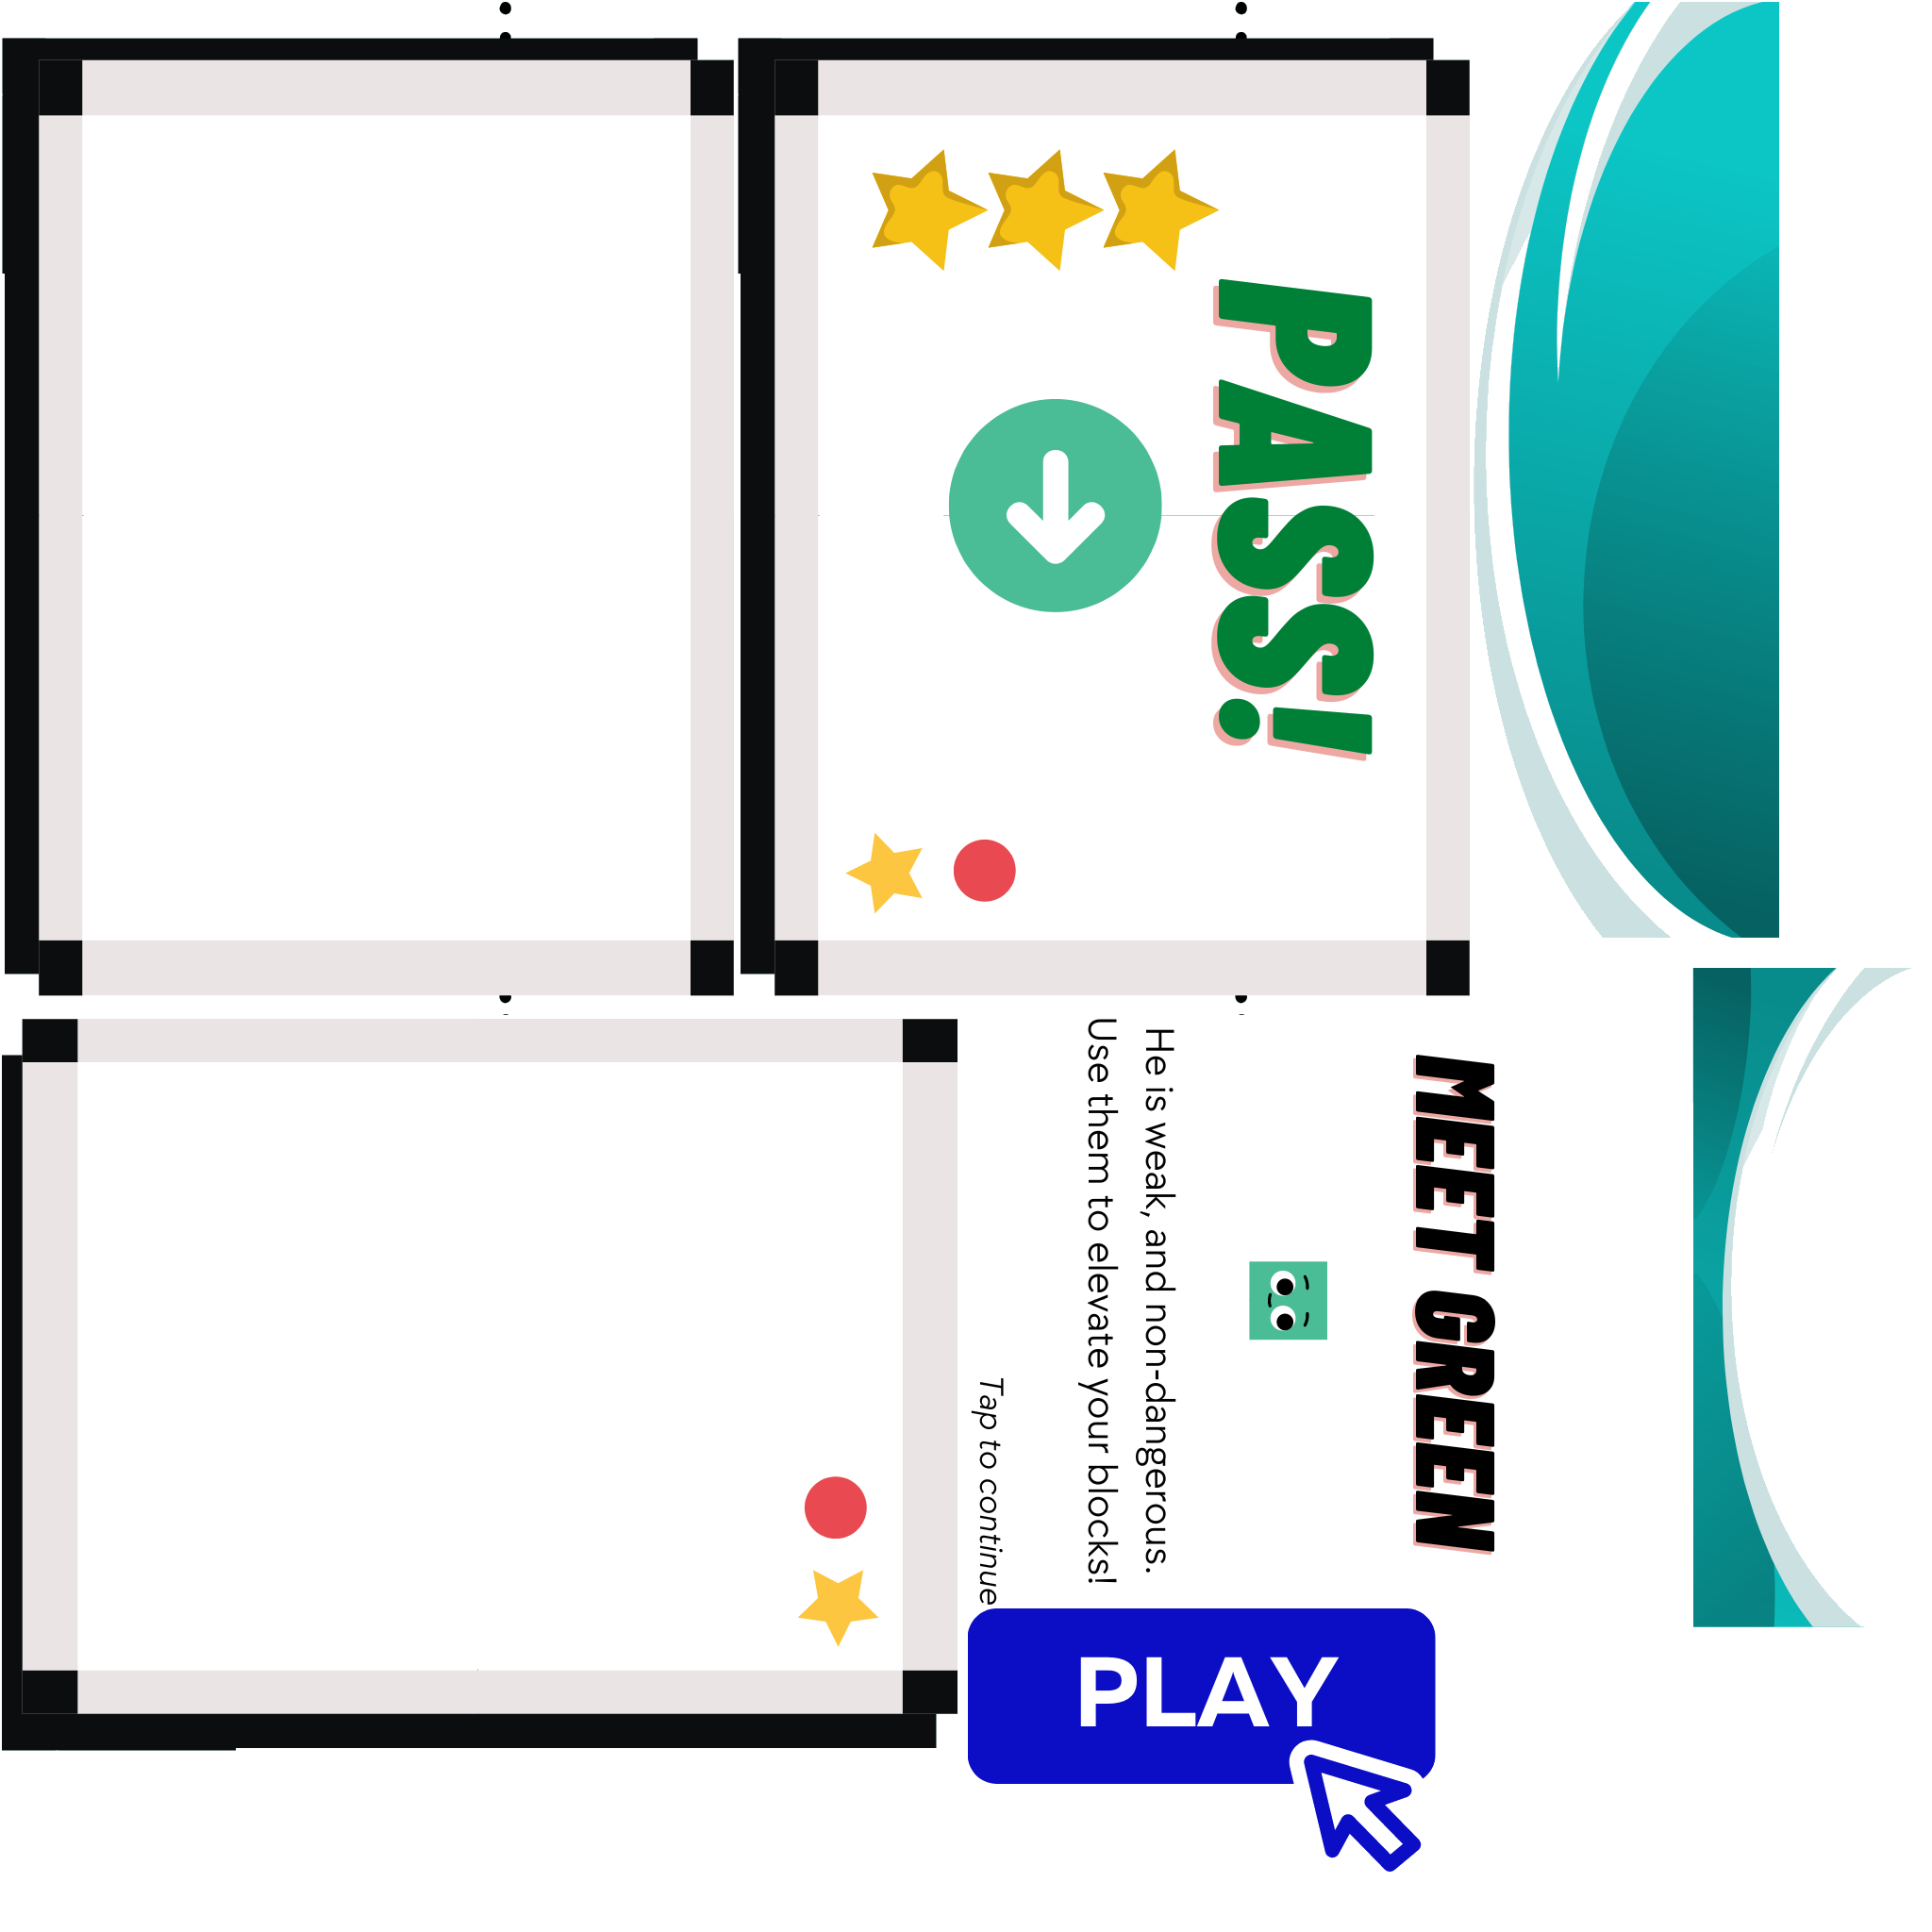 PASS!
MEET GREEN
He is weak, and non-dangerous.
Use them to elevate your blocks!
Tap to continue
PLAY